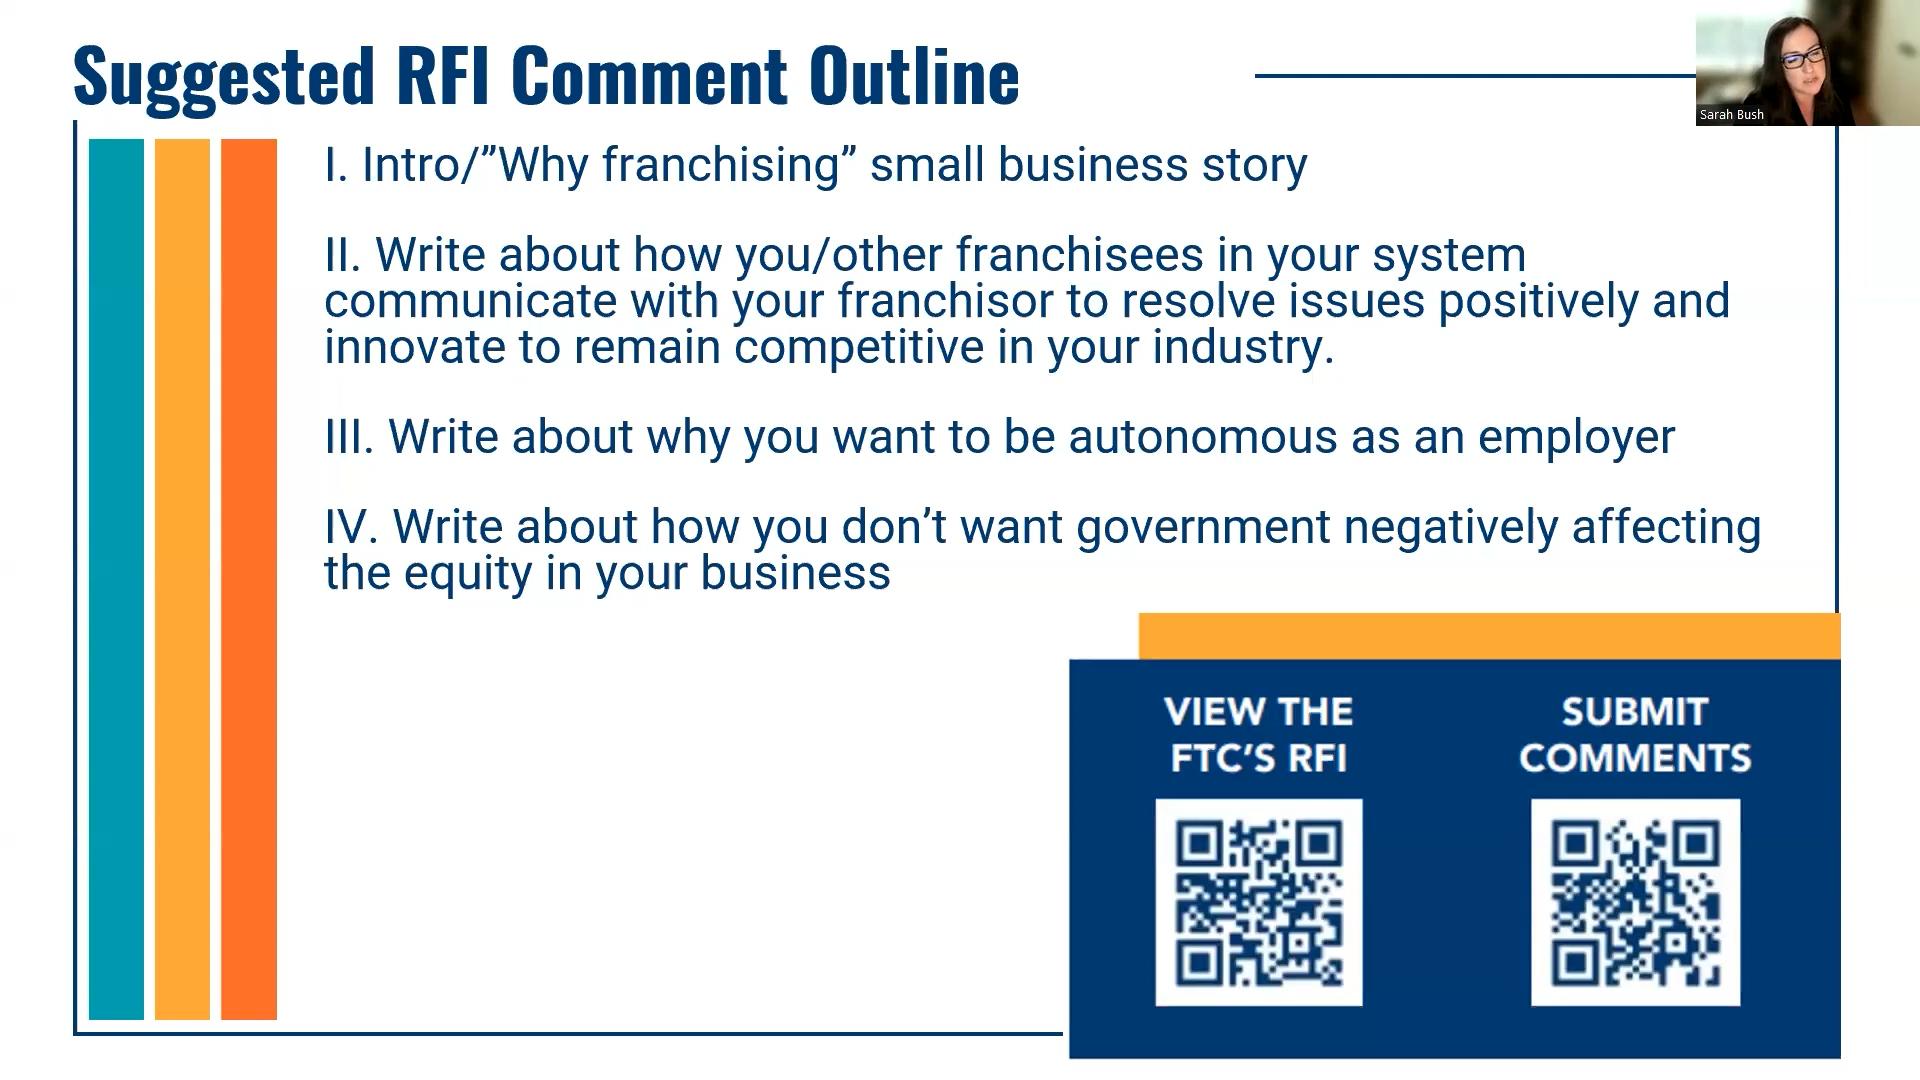 Suggested RFI Comment Outline
Sarah Bush
I. Intro/”Why franchising” small business story
II. Write about how you/other franchisees in your system
communicate with your franchisor to resolve issues positively and
innovate to remain competitive in your industry.
III. Write about why you want to be autonomous as an employer
IV. Write about how you don’t want government negatively affecting
the equity in your business
VIEW THE
FTC’S RFI
SUBMIT
COMMENTS